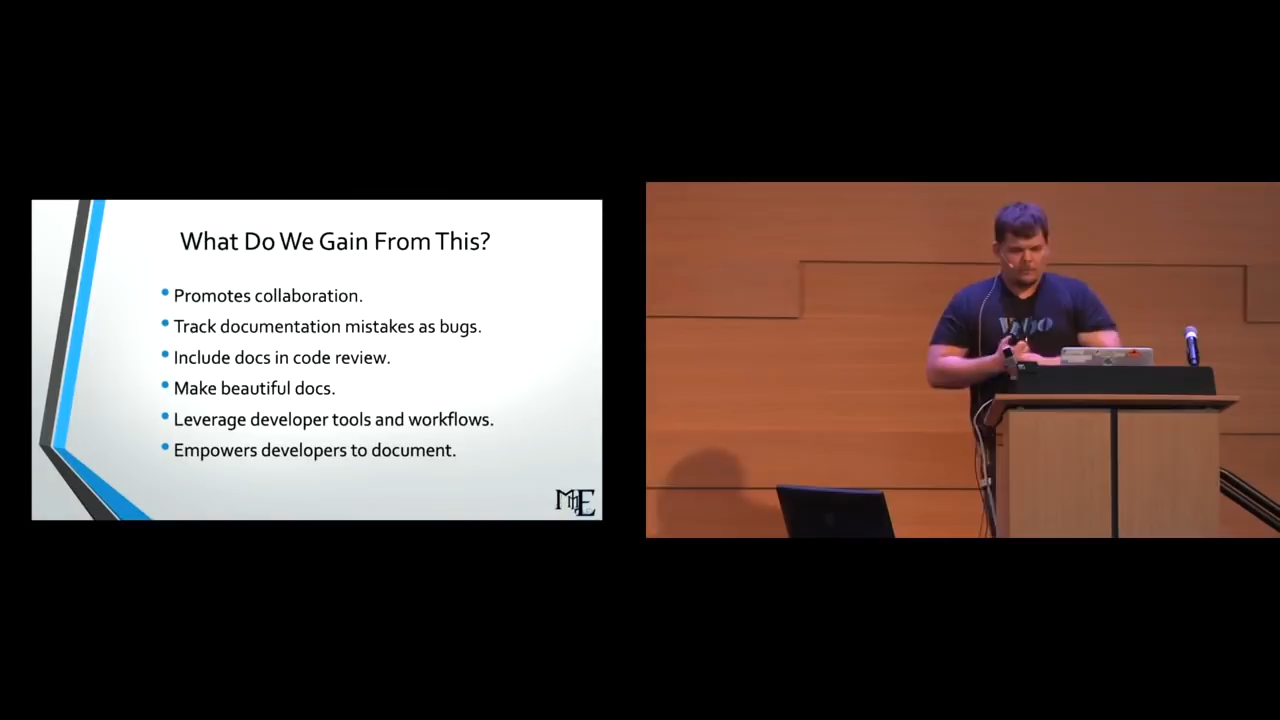 What Do We Gain From This?
Promotes collaboration.
Track documentation mistakes as bugs.
Include docs in code review.
Make beautiful docs.
Leverage developer tools and workflows.
Empowers developers to document.